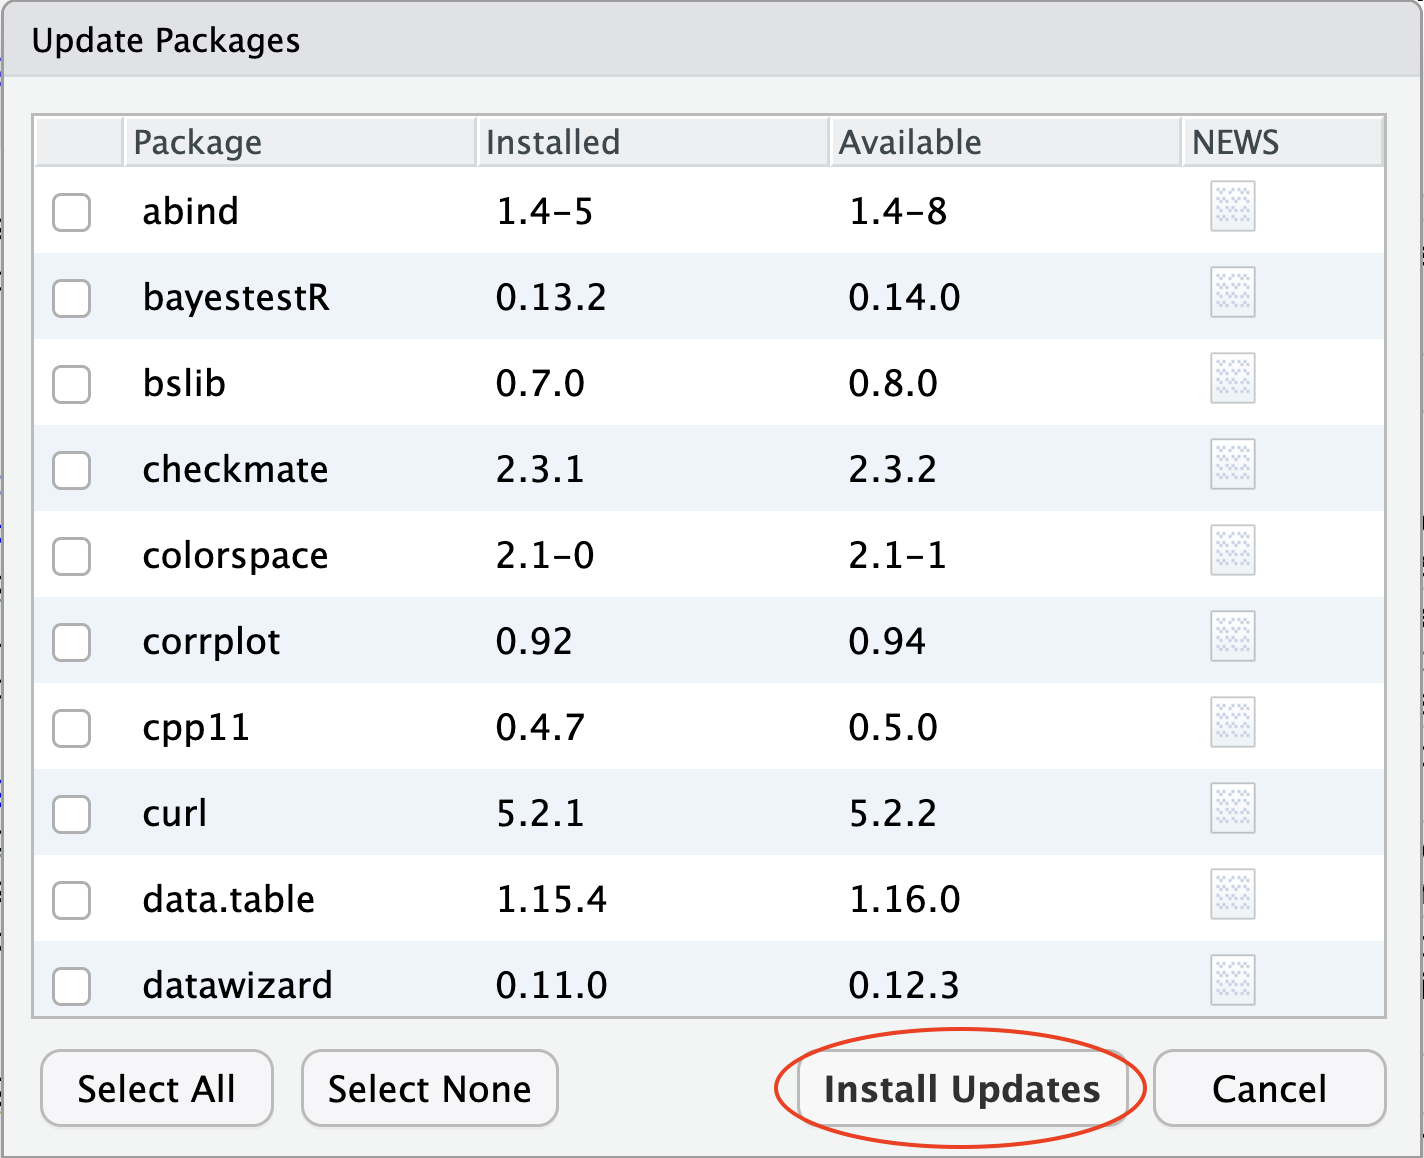 Update Packages
Package Installed Available NEWS
abind 1.4-5 1.4-8
bayestestR 0.13.2 0.14.0
bslib 0.7.0 0.8.0
checkmate 2.3.1 2.3.2
colorspace 2.1-0 2.1-1
corrplot 0.92 0.94
cpp11 0.4.7 0.5.0
curl 5.2.1 5.2.2
data.table 1.15.4 1.16.0
datawizard 0.11.0 0.12.3
Select All Select None Install Updates Cancel